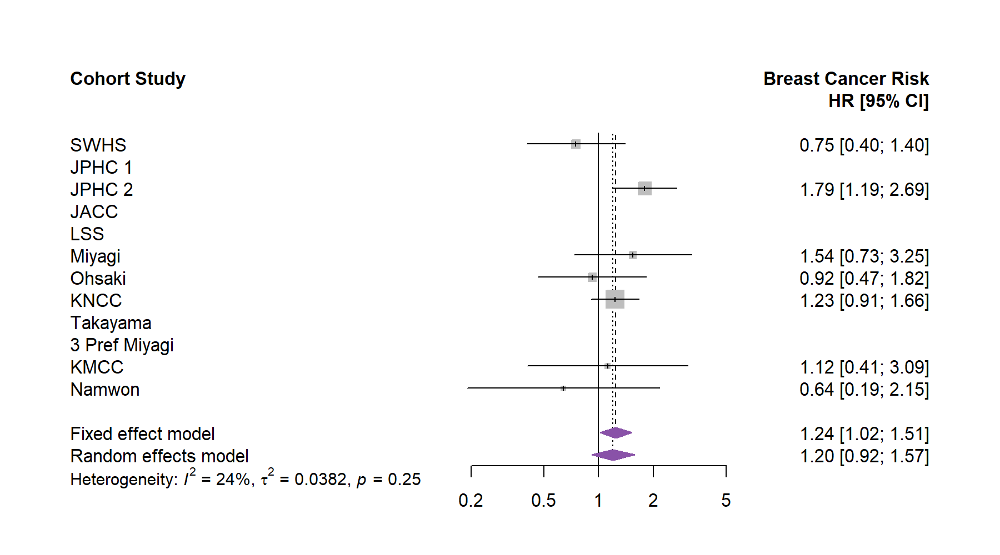 Cohort Study Breast Cancer Risk
HR [95% CI]
SWHS 0.75 [0.40; 1.40]
JPHC 1
JPHC 2 1.79 [1.19; 2.69]
JACC
LSS
Miyagi 1.54 [0.73; 3.25]
Ohsaki 0.92 [0.47; 1.82]
KNCC 1.23 [0.91; 1.66]
Takayama
3 Pref Miyagi
KMCC 1.12 [0.41; 3.09]
Namwon 0.64 [0.19; 2.15]
Fixed effect model 1.24 [1.02; 1.51]
Random effects model 1.20 [0.92; 1.57]
Heterogeneity: I² = 24%, τ² = 0.0382, p = 0.25
0.2 0.5 1 2 5